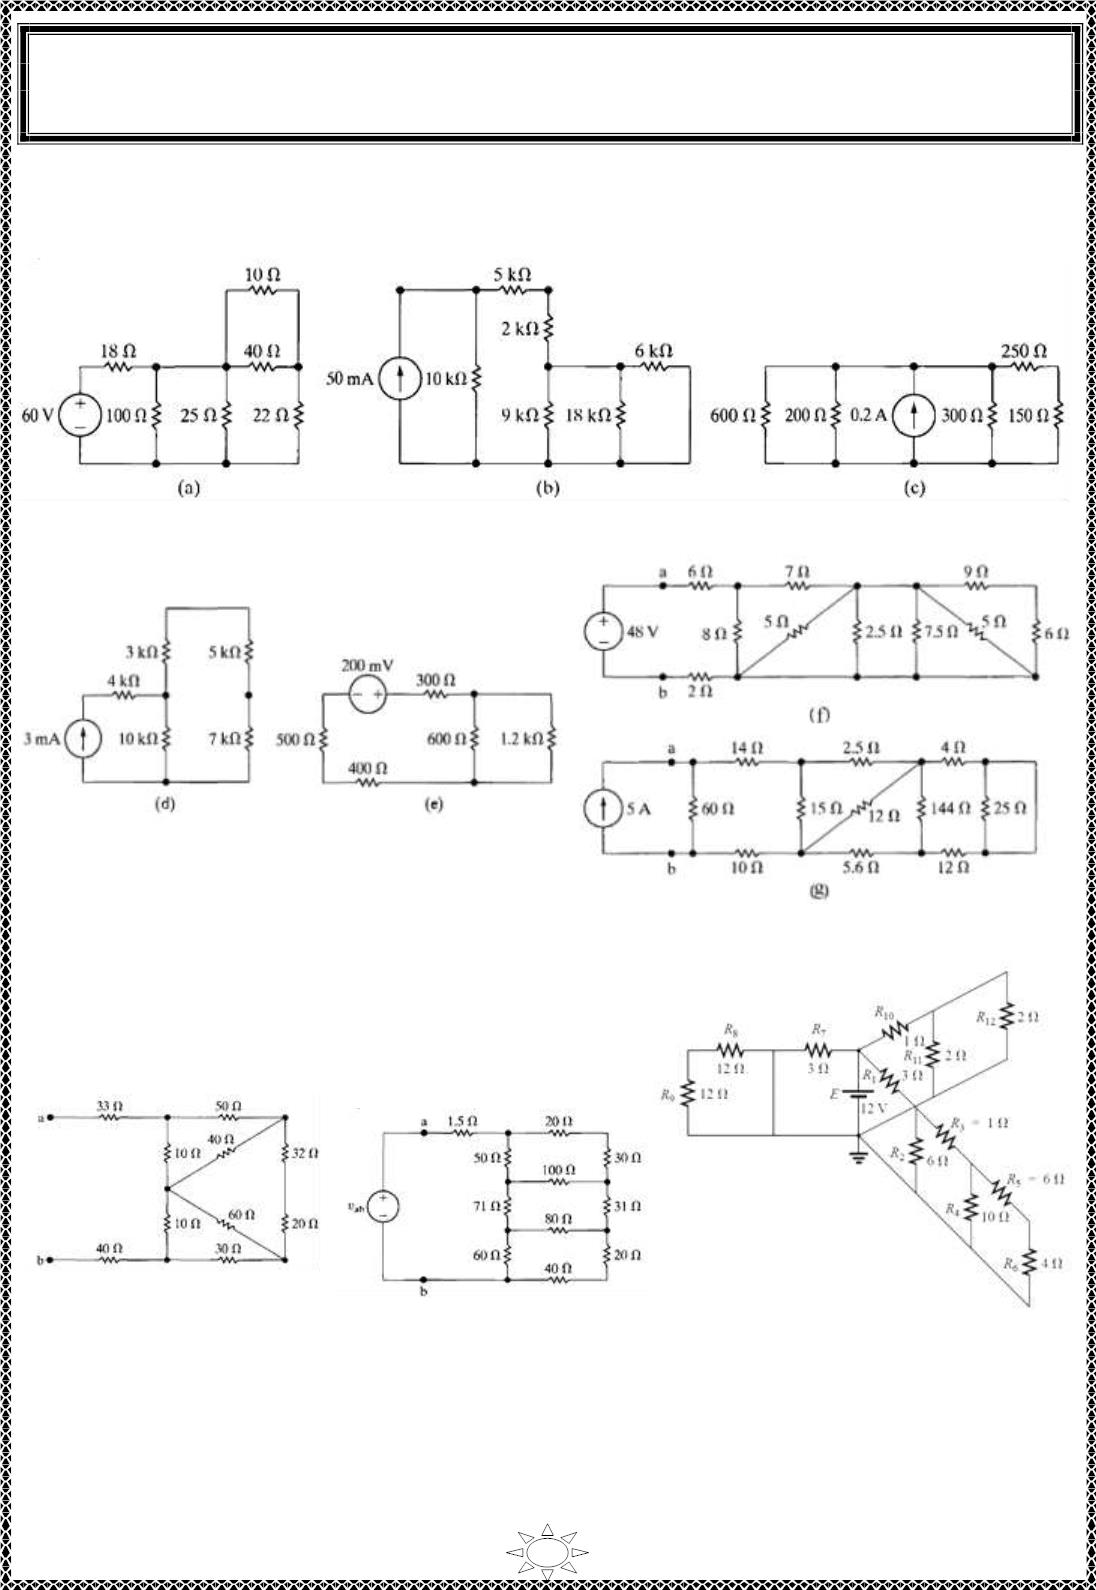 10 Ω
18 Ω
40 Ω
60 V
+
−
100 Ω
25 Ω
22 Ω
(a)
5 kΩ
2 kΩ
6 kΩ
50 mA
10 kΩ
9 kΩ
18 kΩ
(b)
250 Ω
600 Ω
200 Ω
0.2 A
300 Ω
150 Ω
(c)
3 kΩ
5 kΩ
4 kΩ
3 mA
10 kΩ
7 kΩ
(d)
200 mV
− +
300 Ω
500 Ω
600 Ω
1.2 kΩ
400 Ω
(e)
a
6 Ω
7 Ω
9 Ω
+
−
48 V
8 Ω
5 Ω
2.5 Ω
7.5 Ω
5 Ω
6 Ω
b
2 Ω
(f)
a
14 Ω
2.5 Ω
4 Ω
5 A
60 Ω
15 Ω
12 Ω
144 Ω
25 Ω
b
10 Ω
5.6 Ω
12 Ω
(g)
33 Ω
50 Ω
a
10 Ω
40 Ω
32 Ω
10 Ω
60 Ω
20 Ω
b
40 Ω
30 Ω
a
1.5 Ω
20 Ω
50 Ω
30 Ω
100 Ω
+
−
vab
71 Ω
31 Ω
80 Ω
60 Ω
20 Ω
40 Ω
b
R8
12 Ω
R7
3 Ω
R9
12 Ω
E
12 V
R10
1 Ω
R11
2 Ω
R12
2 Ω
R1
3 Ω
R2
6 Ω
R3 = 1 Ω
R4
10 Ω
R5 = 6 Ω
R6
4 Ω